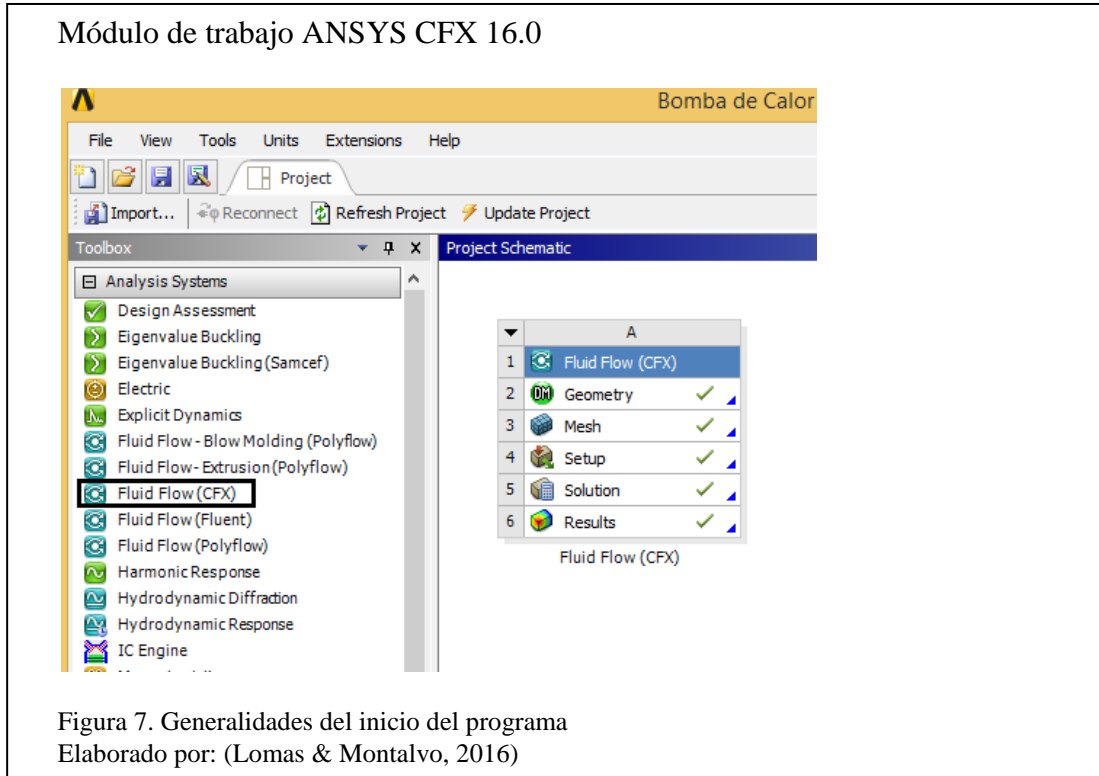 Módulo de trabajo ANSYS CFX 16.0
Bomba de Calor
File View Tools Units Extensions Help
Project
Import... Reconnect Refresh Project Update Project
Toolbox
Project Schematic
Analysis Systems
Design Assessment
Eigenvalue Buckling
Eigenvalue Buckling (Samcef)
Electric
Explicit Dynamics
Fluid Flow - Blow Molding (Polyflow)
Fluid Flow - Extrusion (Polyflow)
Fluid Flow (CFX)
Fluid Flow (Fluent)
Fluid Flow (Polyflow)
Harmonic Response
Hydrodynamic Diffraction
Hydrodynamic Response
IC Engine
A
1 Fluid Flow (CFX)
2 DM Geometry
3 Mesh
4 Setup
5 Solution
6 Results
Fluid Flow (CFX)
Figura 7. Generalidades del inicio del programa
Elaborado por: (Lomas & Montalvo, 2016)